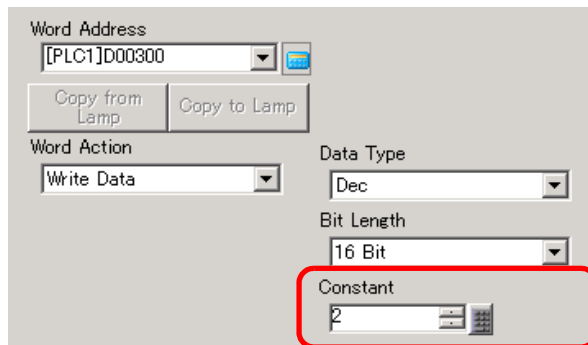 Word Address
[PLC1]D00300
Copy from
Lamp
Copy to Lamp
Word Action
Write Data
Data Type
Dec
Bit Length
16 Bit
Constant
2